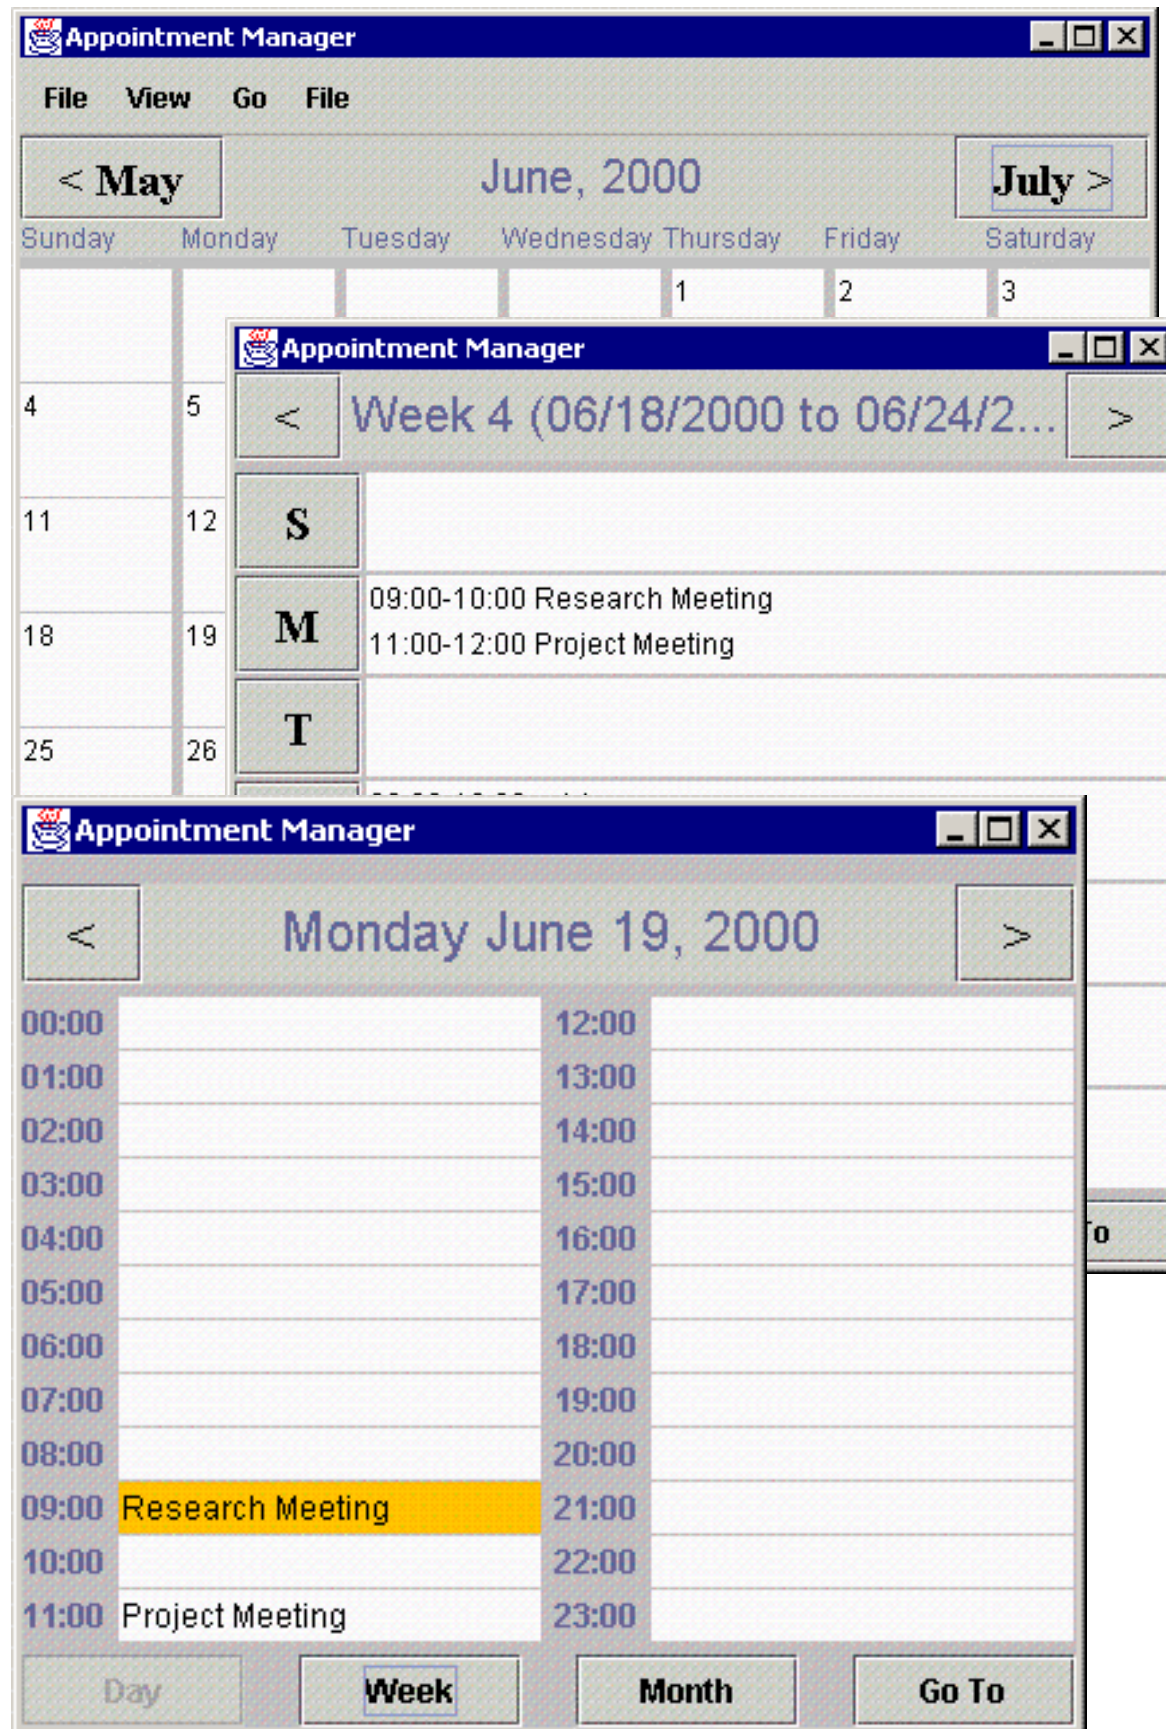 Appointment Manager
File View Go File
< May June, 2000 July >
Sunday Monday Tuesday Wednesday Thursday Friday Saturday
1 2 3
Appointment Manager
4 5
< Week 4 (06/18/2000 to 06/24/2... >
11 12
S
09:00-10:00 Research Meeting
18 19
M
11:00-12:00 Project Meeting
T
25 26
Appointment Manager
< Monday June 19, 2000 >
00:00 12:00
01:00 13:00
02:00 14:00
03:00 15:00
04:00 16:00
To
05:00 17:00
06:00 18:00
07:00 19:00
08:00 20:00
09:00 Research Meeting 21:00
10:00 22:00
11:00 Project Meeting 23:00
Day Week Month Go To